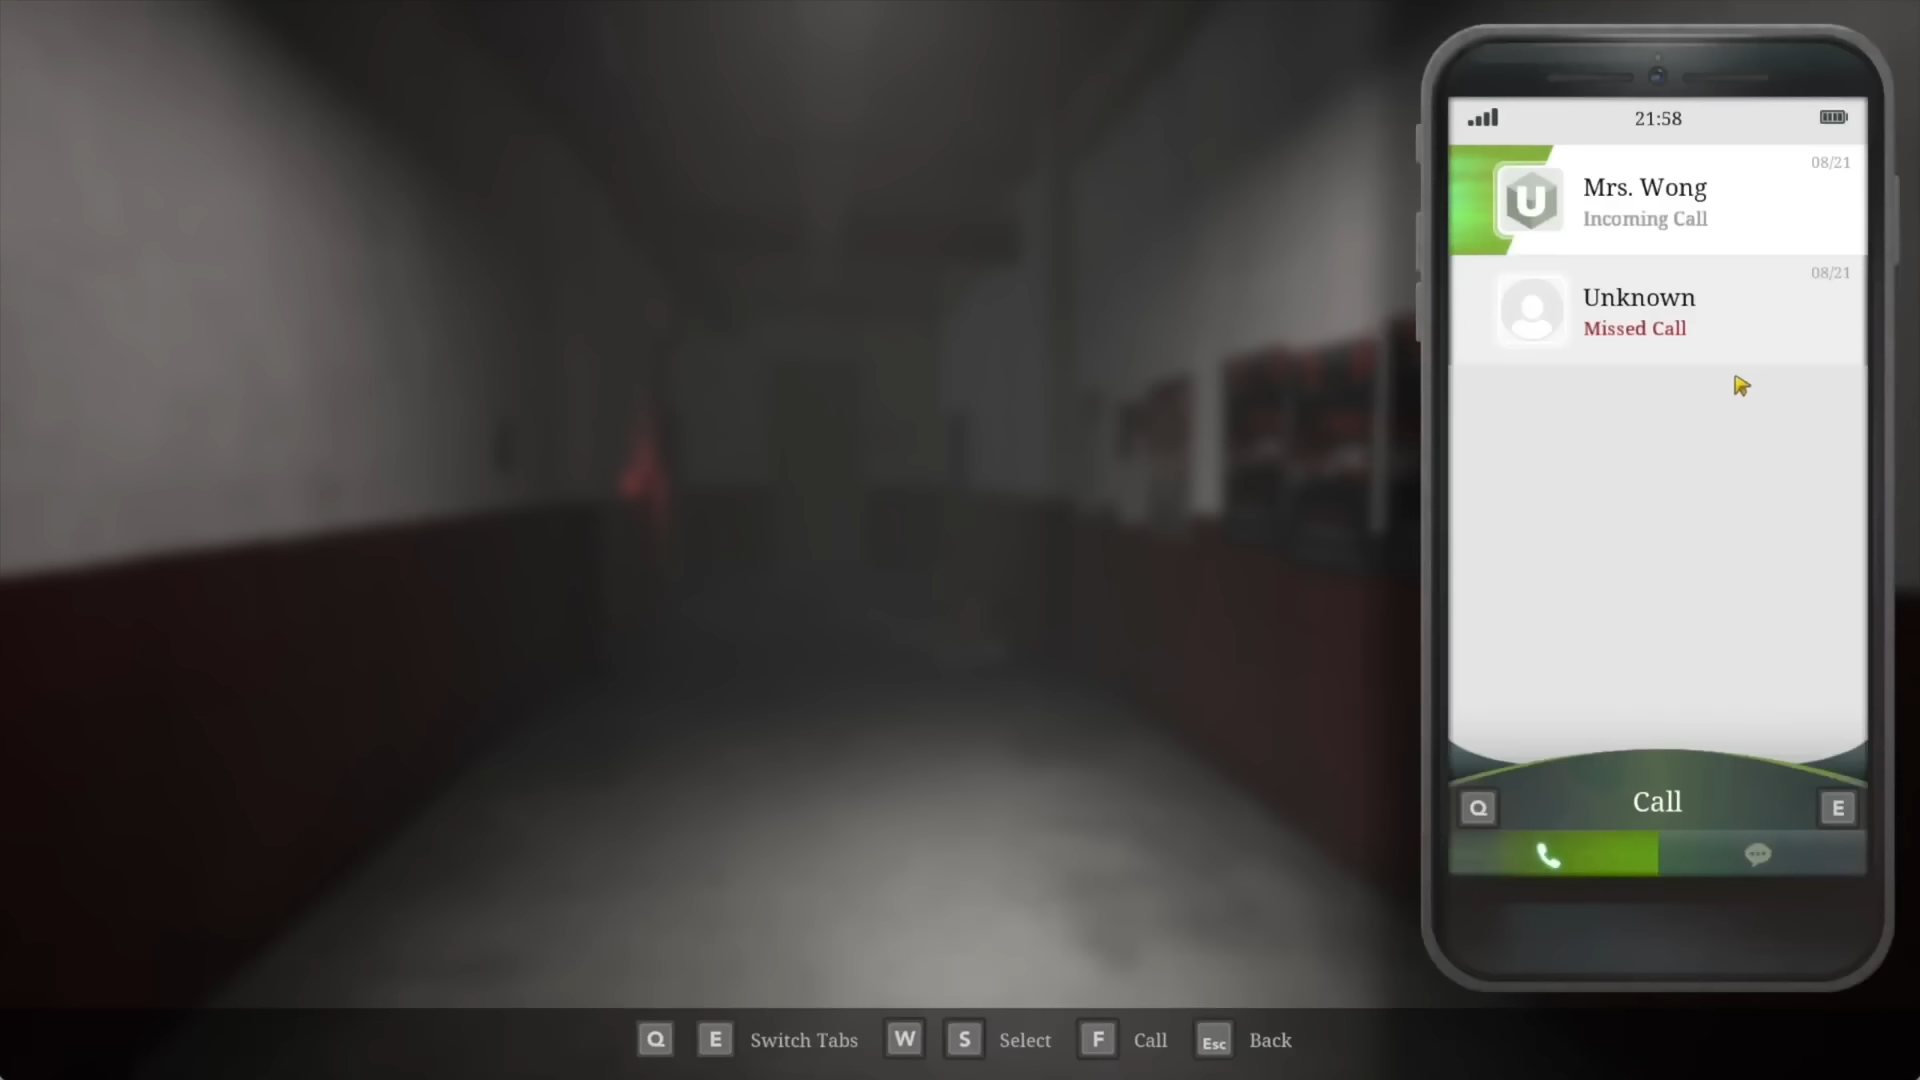 21:58
08/21
Mrs. Wong
Incoming Call
U
08/21
Unknown
Missed Call
Q
Call
E
Q E Switch Tabs W S Select F Call Esc Back